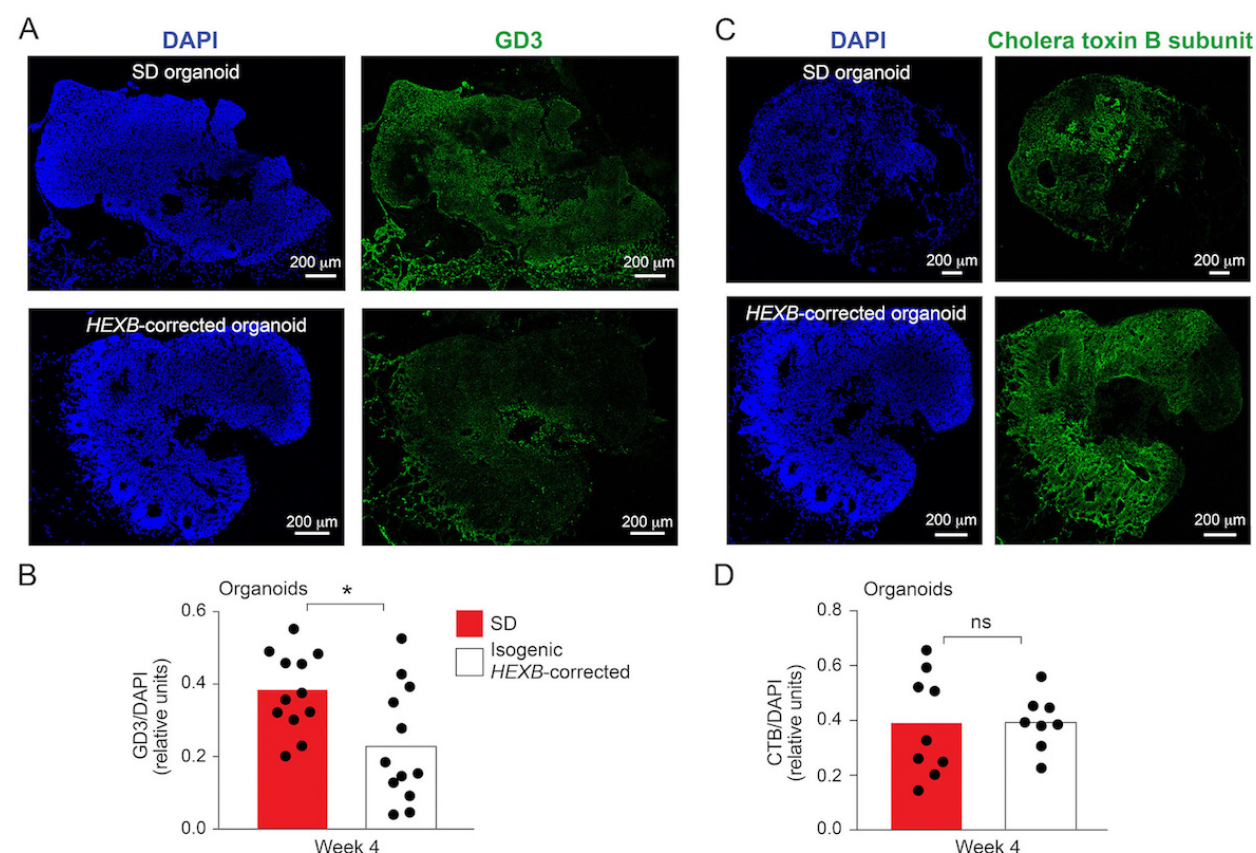 A
DAPI
GD3
SD organoid
200 μm
200 μm
HEXB-corrected organoid
200 μm
200 μm
B
Organoids
*
0.6
0.4
0.2
0.0
GD3/DAPI
(relative units)
Week 4
SD
Isogenic
HEXB-corrected
C
DAPI
Cholera toxin B subunit
SD organoid
200 μm
200 μm
HEXB-corrected organoid
200 μm
200 μm
D
Organoids
ns
0.8
0.6
0.4
0.2
0.0
CTB/DAPI
(relative units)
Week 4